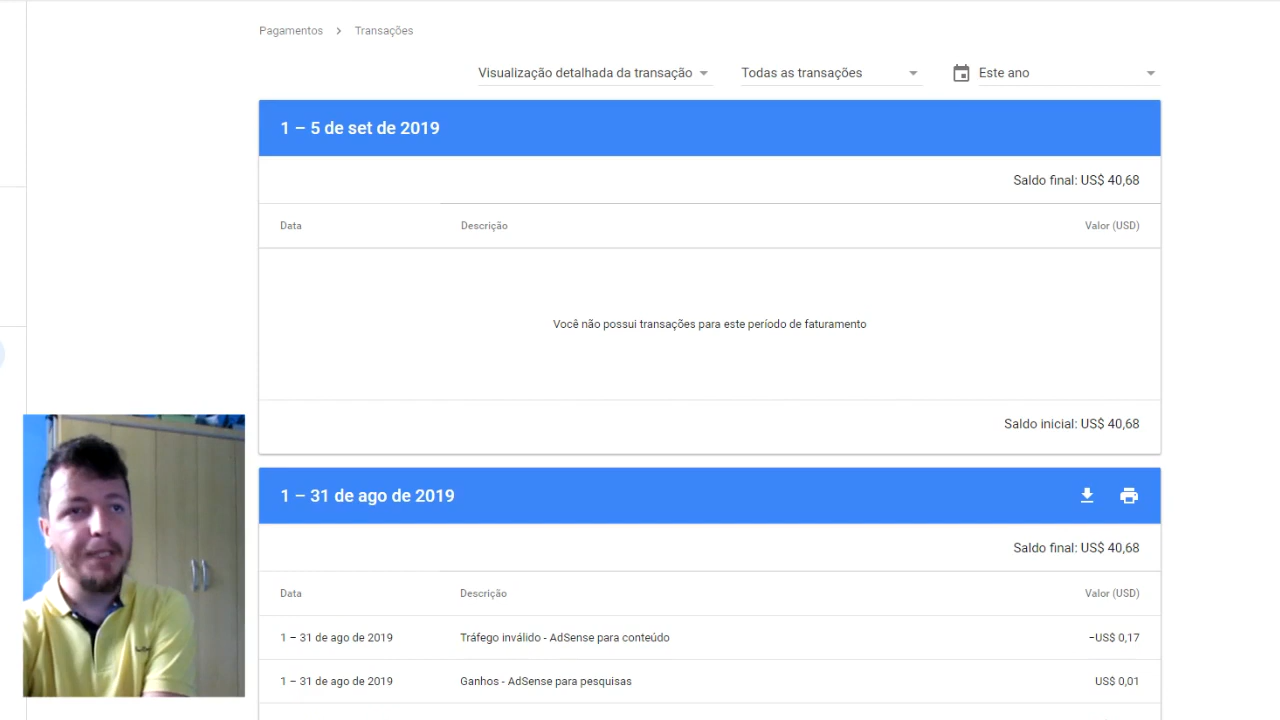 Pagamentos > Transações
Visualização detalhada da transação Todas as transações Este ano
1 – 5 de set de 2019
Saldo final: US$ 40,68
Data Descrição Valor (USD)
Você não possui transações para este período de faturamento
Saldo inicial: US$ 40,68
1 – 31 de ago de 2019
Saldo final: US$ 40,68
Data Descrição Valor (USD)
1 – 31 de ago de 2019 Tráfego inválido - AdSense para conteúdo −US$ 0,17
1 – 31 de ago de 2019 Ganhos - AdSense para pesquisas US$ 0,01